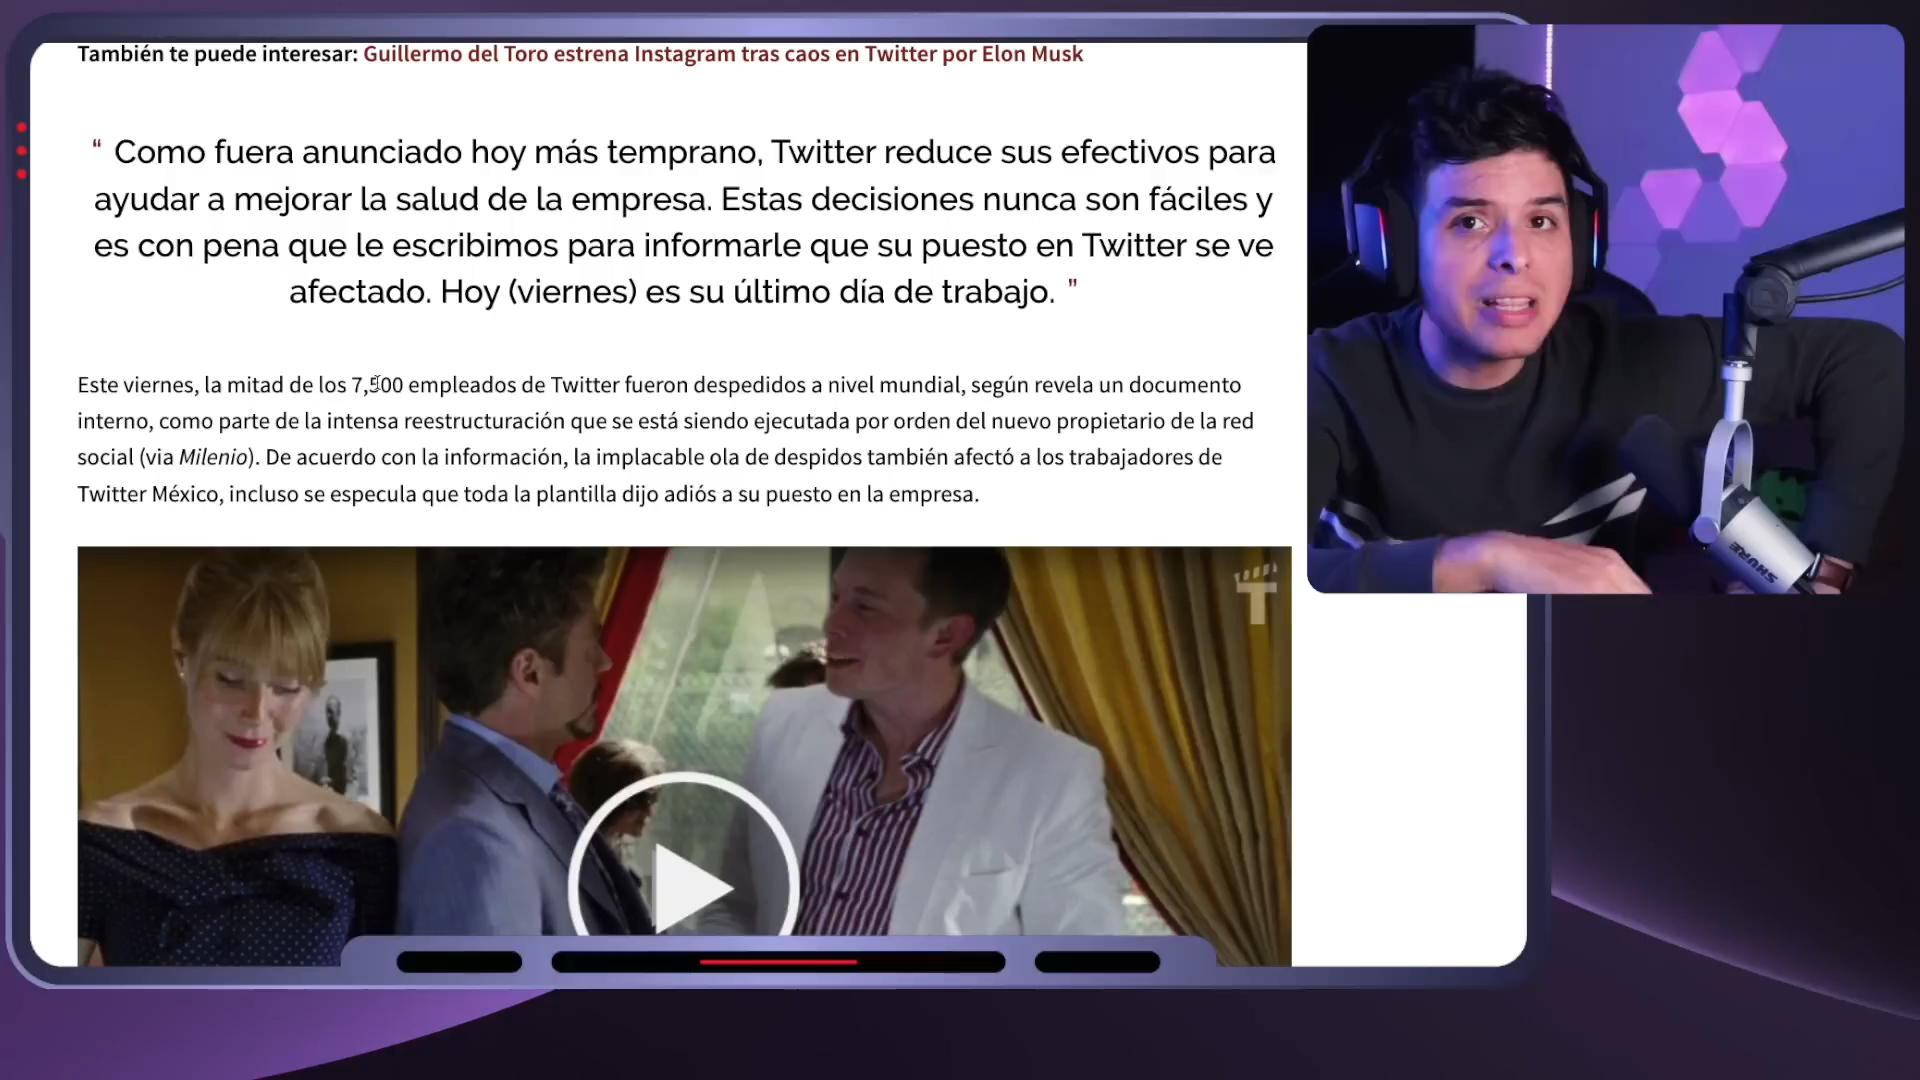 También te puede interesar: Guillermo del Toro estrena Instagram tras caos en Twitter por Elon Musk
“ Como fuera anunciado hoy más temprano, Twitter reduce sus efectivos para
ayudar a mejorar la salud de la empresa. Estas decisiones nunca son fáciles y
es con pena que le escribimos para informarle que su puesto en Twitter se ve
afectado. Hoy (viernes) es su último día de trabajo. ”
Este viernes, la mitad de los 7,500 empleados de Twitter fueron despedidos a nivel mundial, según revela un documento
interno, como parte de la intensa reestructuración que se está siendo ejecutada por orden del nuevo propietario de la red
social (via Milenio). De acuerdo con la información, la implacable ola de despidos también afectó a los trabajadores de
Twitter México, incluso se especula que toda la plantilla dijo adiós a su puesto en la empresa.
T
SHURE